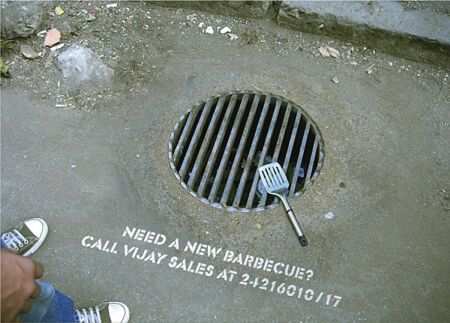 NEED A NEW BARBECUE?
CALL VIJAY SALES AT 24216010/17